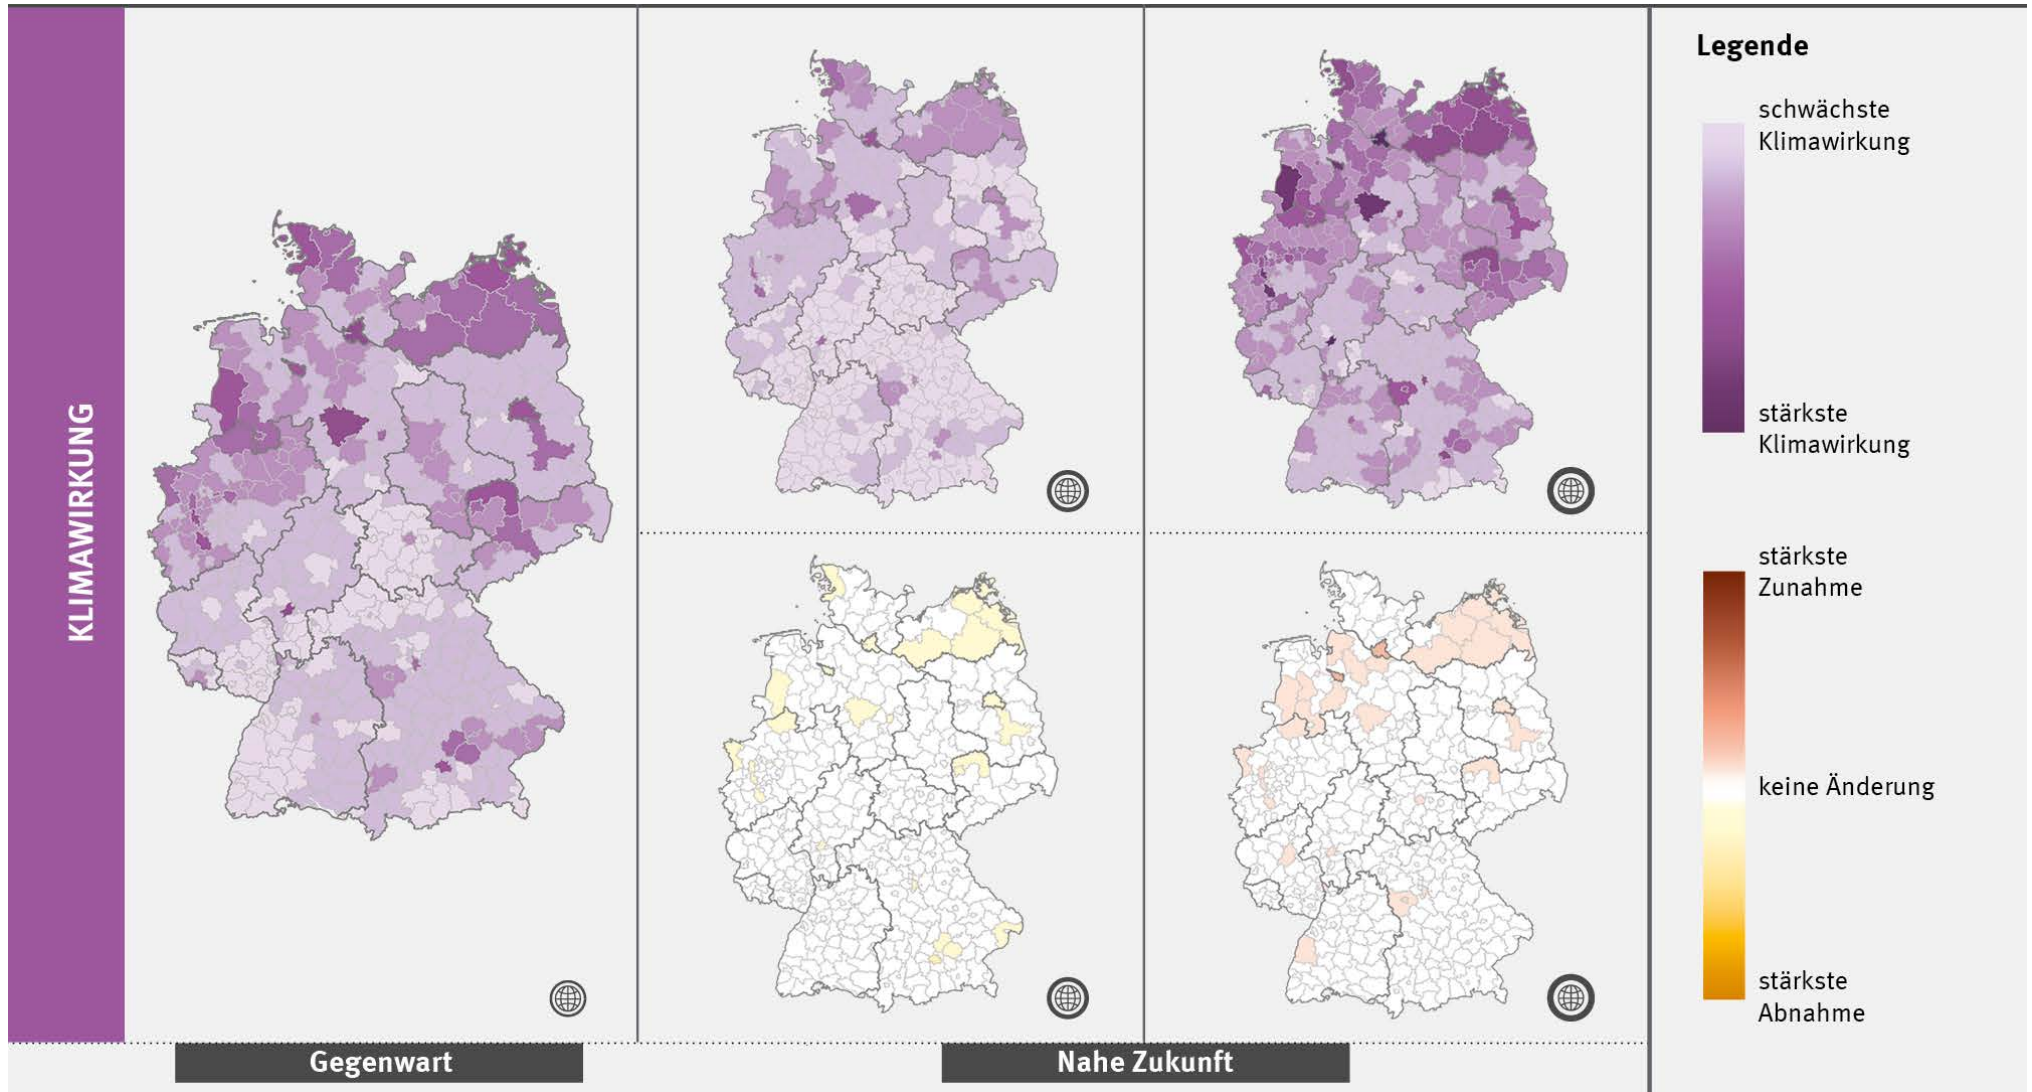 KLIMAWIRKUNG
Gegenwart
Nahe Zukunft
Legende
schwächste
Klimawirkung
stärkste
Klimawirkung
stärkste
Zunahme
keine Änderung
stärkste
Abnahme